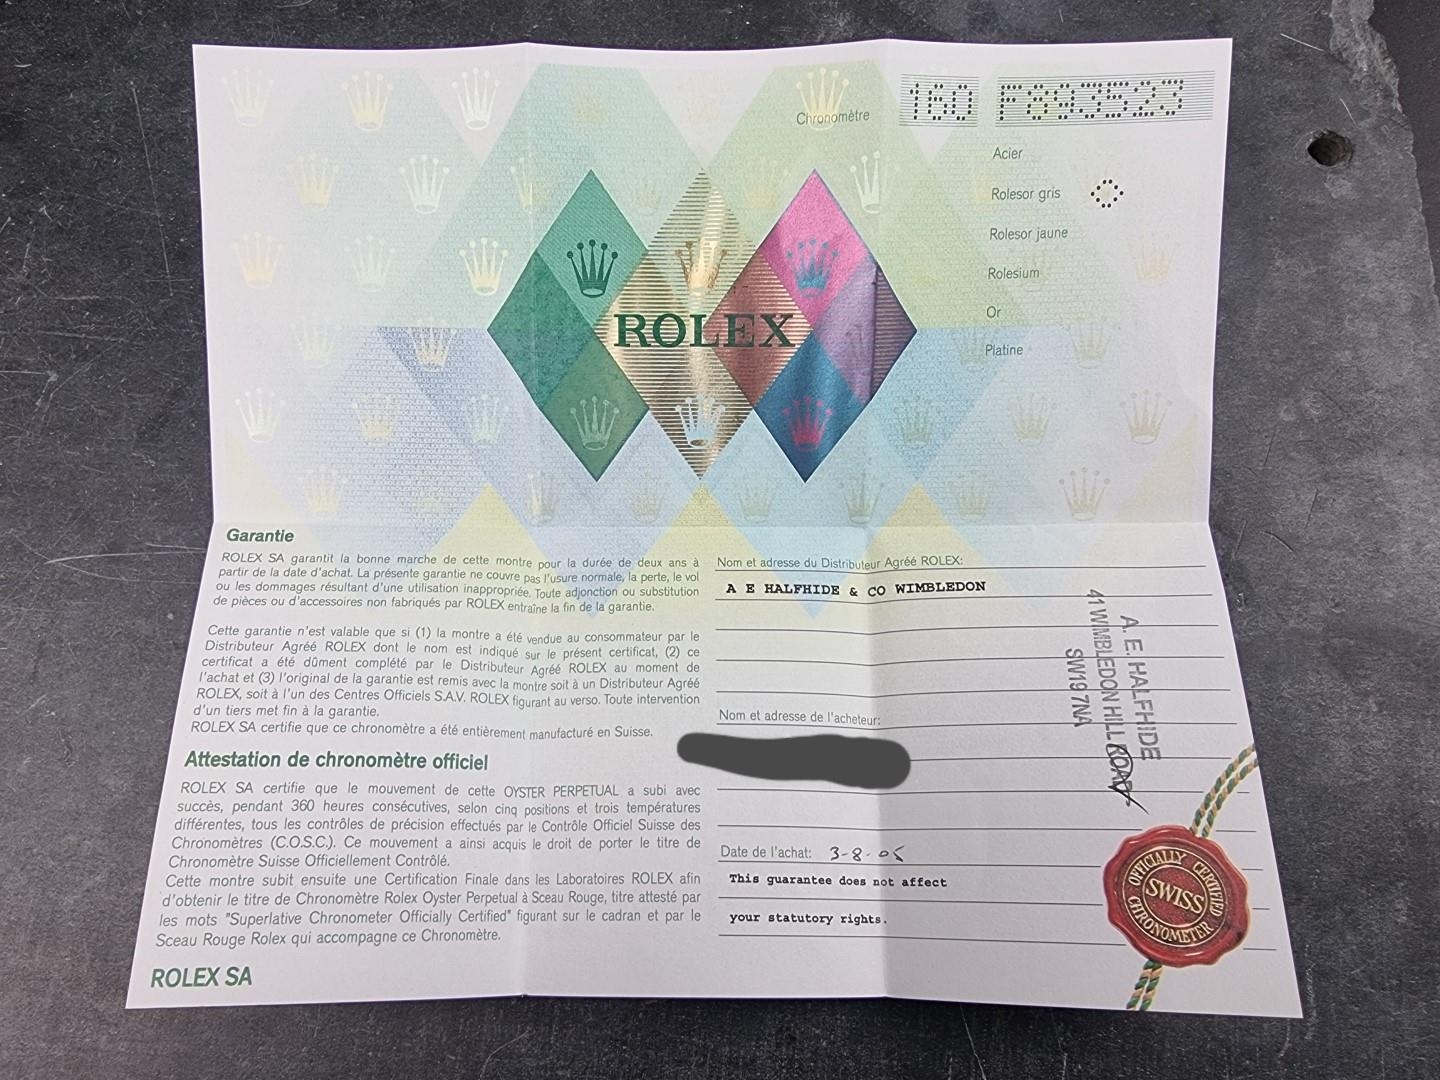 Chronomètre 160 F893523
Acier
Rolesor gris
Rolesor jaune
Rolesium
Or
Platine
ROLEX
Garantie
ROLEX SA garantit la bonne marche de cette montre pour la durée de deux ans à
partir de la date d'achat. La présente garantie ne couvre pas l'usure normale, la perte, le vol
ou les dommages résultant d'une utilisation inappropriée. Toute adjonction ou substitution
de pièces ou d'accessoires non fabriqués par ROLEX entraîne la fin de la garantie.
Cette garantie n'est valable que si (1) la montre a été vendue au consommateur par le
Distributeur Agréé ROLEX dont le nom est indiqué sur le présent certificat, (2) ce
certificat a été dûment complété par le Distributeur Agréé ROLEX au moment de
l'achat et (3) l'original de la garantie est remis avec la montre soit à un Distributeur Agréé
ROLEX, soit à l'un des Centres Officiels S.A.V. ROLEX figurant au verso. Toute intervention
d'un tiers met fin à la garantie.
ROLEX SA certifie que ce chronomètre a été entièrement manufacturé en Suisse.
Attestation de chronomètre officiel
ROLEX SA certifie que le mouvement de cette OYSTER PERPETUAL a subi avec
succès, pendant 360 heures consécutives, selon cinq positions et trois températures
différentes, tous les contrôles de précision effectués par le Contrôle Officiel Suisse des
Chronomètres (C.O.S.C.). Ce mouvement a ainsi acquis le droit de porter le titre de
Chronomètre Suisse Officiellement Contrôlé.
Cette montre subit ensuite une Certification Finale dans les Laboratoires ROLEX afin
d'obtenir le titre de Chronomètre Rolex Oyster Perpetual à Sceau Rouge, titre attesté par
les mots "Superlative Chronometer Officially Certified" figurant sur le cadran et par le
Sceau Rouge Rolex qui accompagne ce Chronomètre.
ROLEX SA
Nom et adresse du Distributeur Agréé ROLEX:
A E HALFHIDE & CO WIMBLEDON
A. E. HALFHIDE
41 WIMBLEDON HILL ROAD
SW19 7NA
Nom et adresse de l'acheteur:
Date de l'achat: 3-8-05
This guarantee does not affect
your statutory rights.
OFFICIALLY CERTIFIED
SWISS
CHRONOMETER